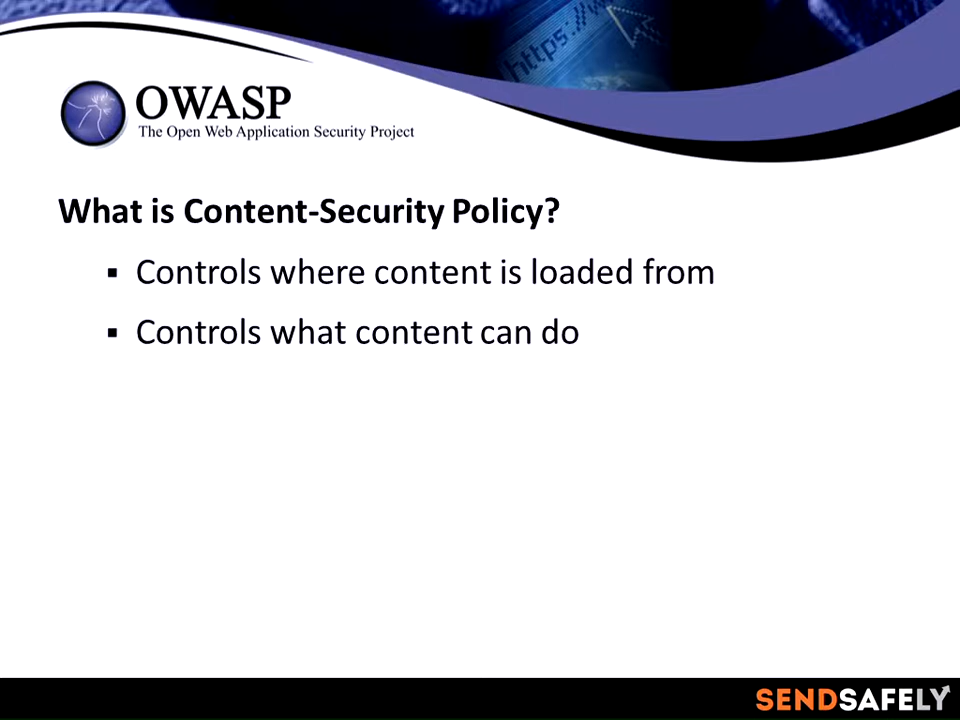 https://w
OWASP
The Open Web Application Security Project
What is Content-Security Policy?
▪ Controls where content is loaded from
▪ Controls what content can do
SENDSAFELY